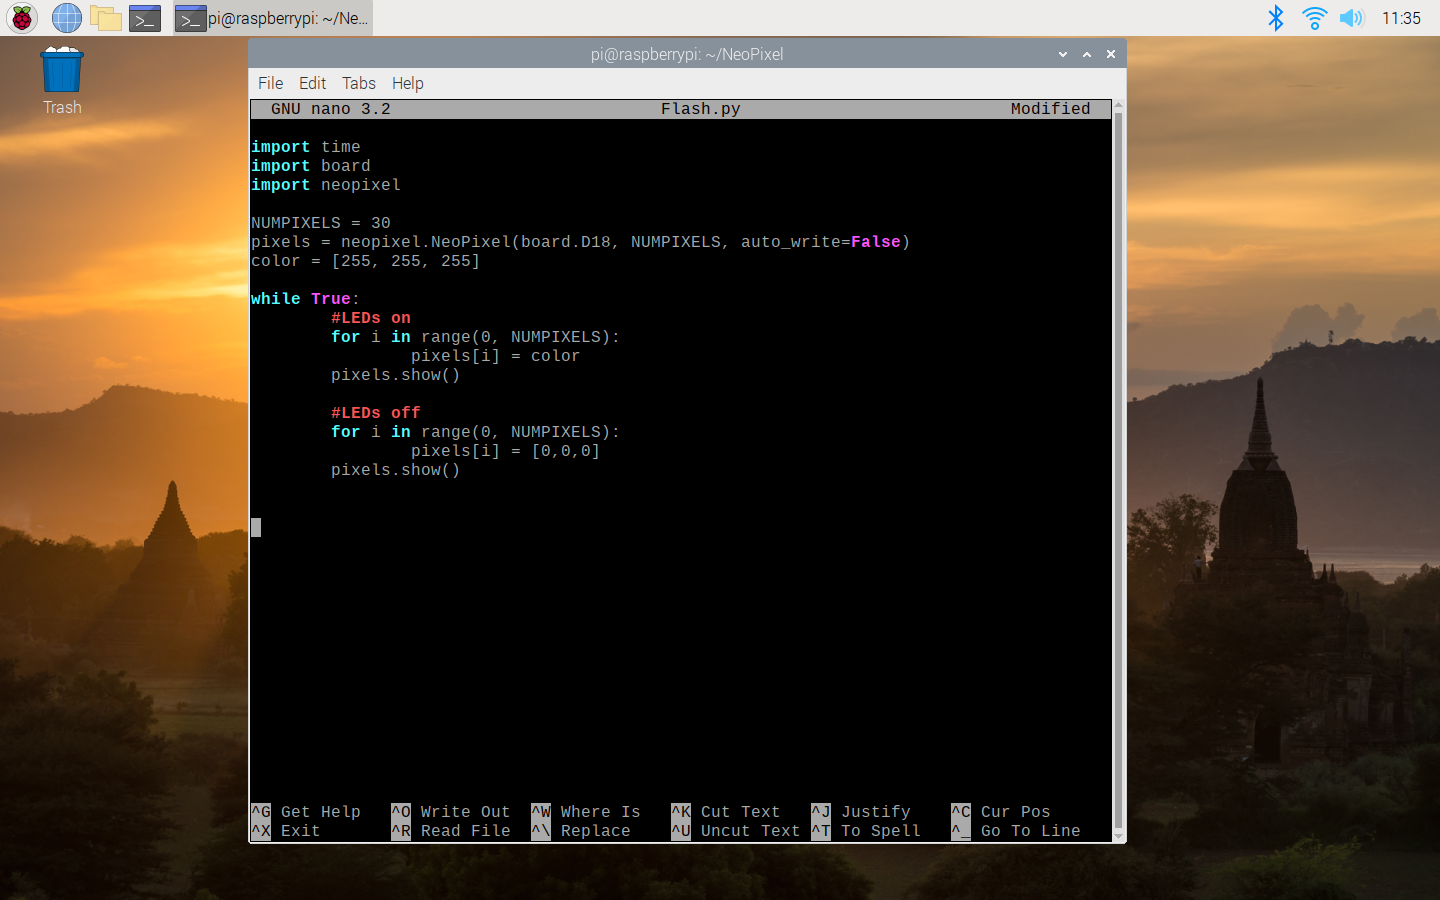 pi@raspberrypi: ~/Ne...
11:35
Trash
pi@raspberrypi: ~/NeoPixel
File Edit Tabs Help
GNU nano 3.2 Flash.py Modified
import time
import board
import neopixel
NUMPIXELS = 30
pixels = neopixel.NeoPixel(board.D18, NUMPIXELS, auto_write=False)
color = [255, 255, 255]
while True:
        #LEDs on
        for i in range(0, NUMPIXELS):
                pixels[i] = color
        pixels.show()
        #LEDs off
        for i in range(0, NUMPIXELS):
                pixels[i] = [0,0,0]
        pixels.show()
^G Get Help ^O Write Out ^W Where Is ^K Cut Text ^J Justify ^C Cur Pos
^X Exit ^R Read File ^\ Replace ^U Uncut Text ^T To Spell ^_ Go To Line